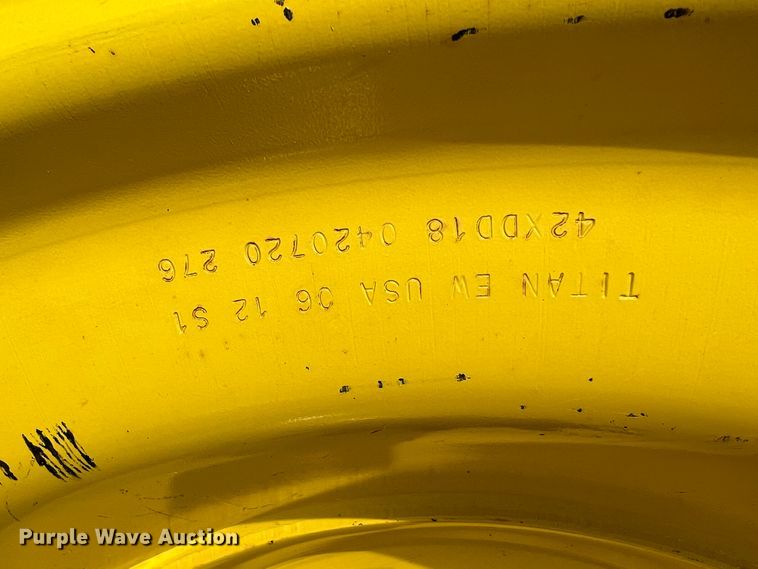 TITAN EW USA 06 12 S1
42XDD18 0420720 276
Purple Wave Auction